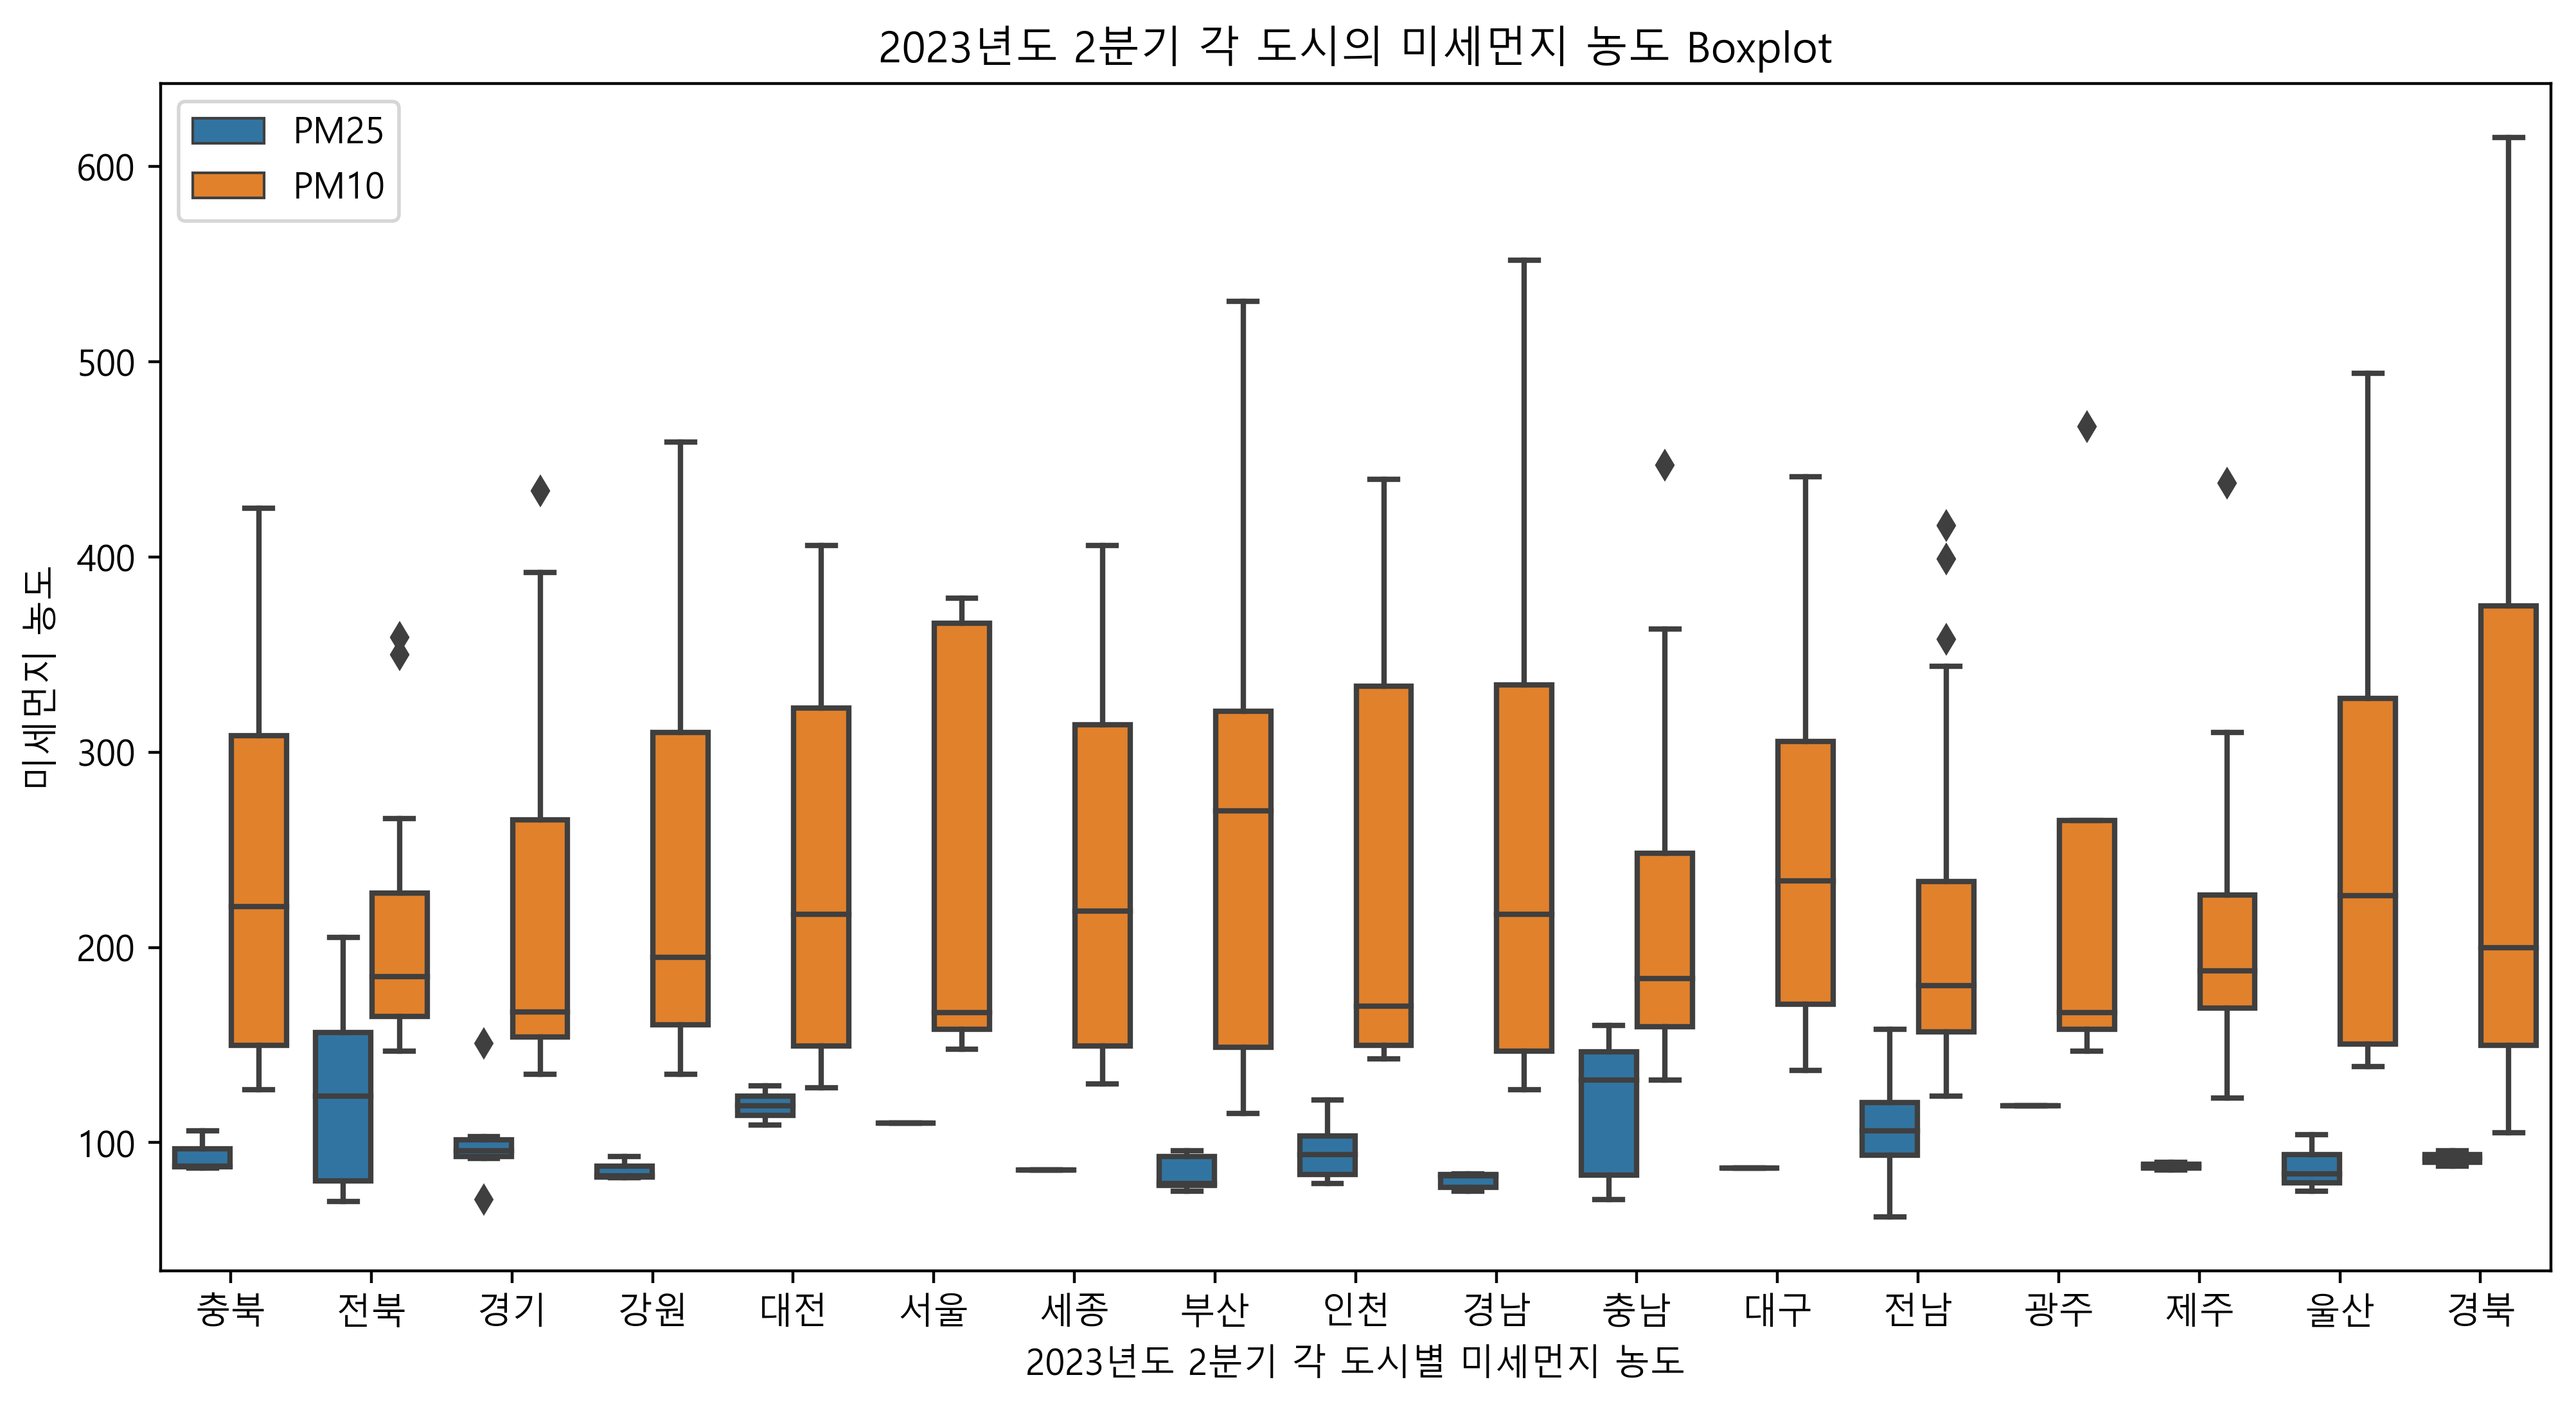 2023년도 2분기 각 도시의 미세먼지 농도 Boxplot
PM25
PM10
600
500
400
300
200
100
미세먼지 농도
충북 전북 경기 강원 대전 서울 세종 부산 인천 경남 충남 대구 전남 광주 제주 울산 경북
2023년도 2분기 각 도시별 미세먼지 농도